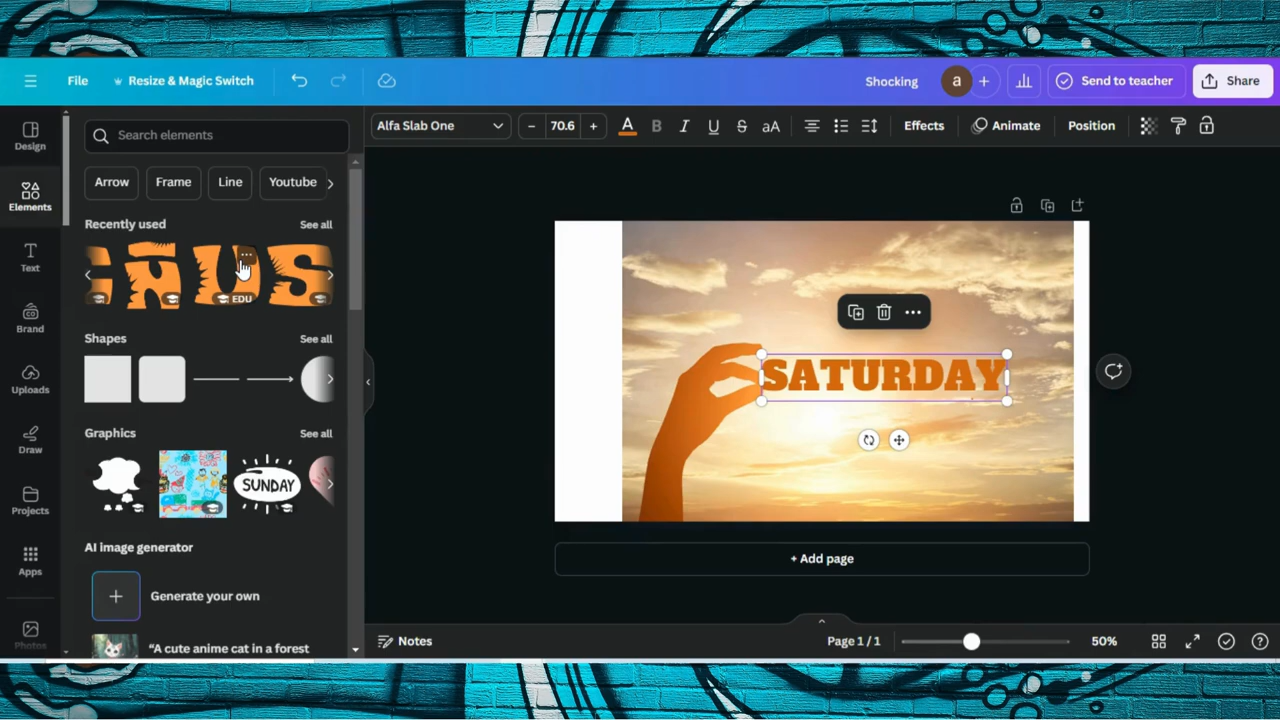 File
Resize & Magic Switch
Shocking
a
+
Send to teacher
Share
Design
Elements
Text
Brand
Uploads
Draw
Projects
Apps
Photos
Search elements
Arrow
Frame
Line
Youtube
Recently used
See all
Ñ U S
EDU
Shapes
See all
Graphics
See all
SUNDAY
AI image generator
+
Generate your own
“A cute anime cat in a forest
Alfa Slab One
– 70.6 +
A B I U S aA
Effects
Animate
Position
SATURDAY
+ Add page
Notes
Page 1 / 1
50%
?